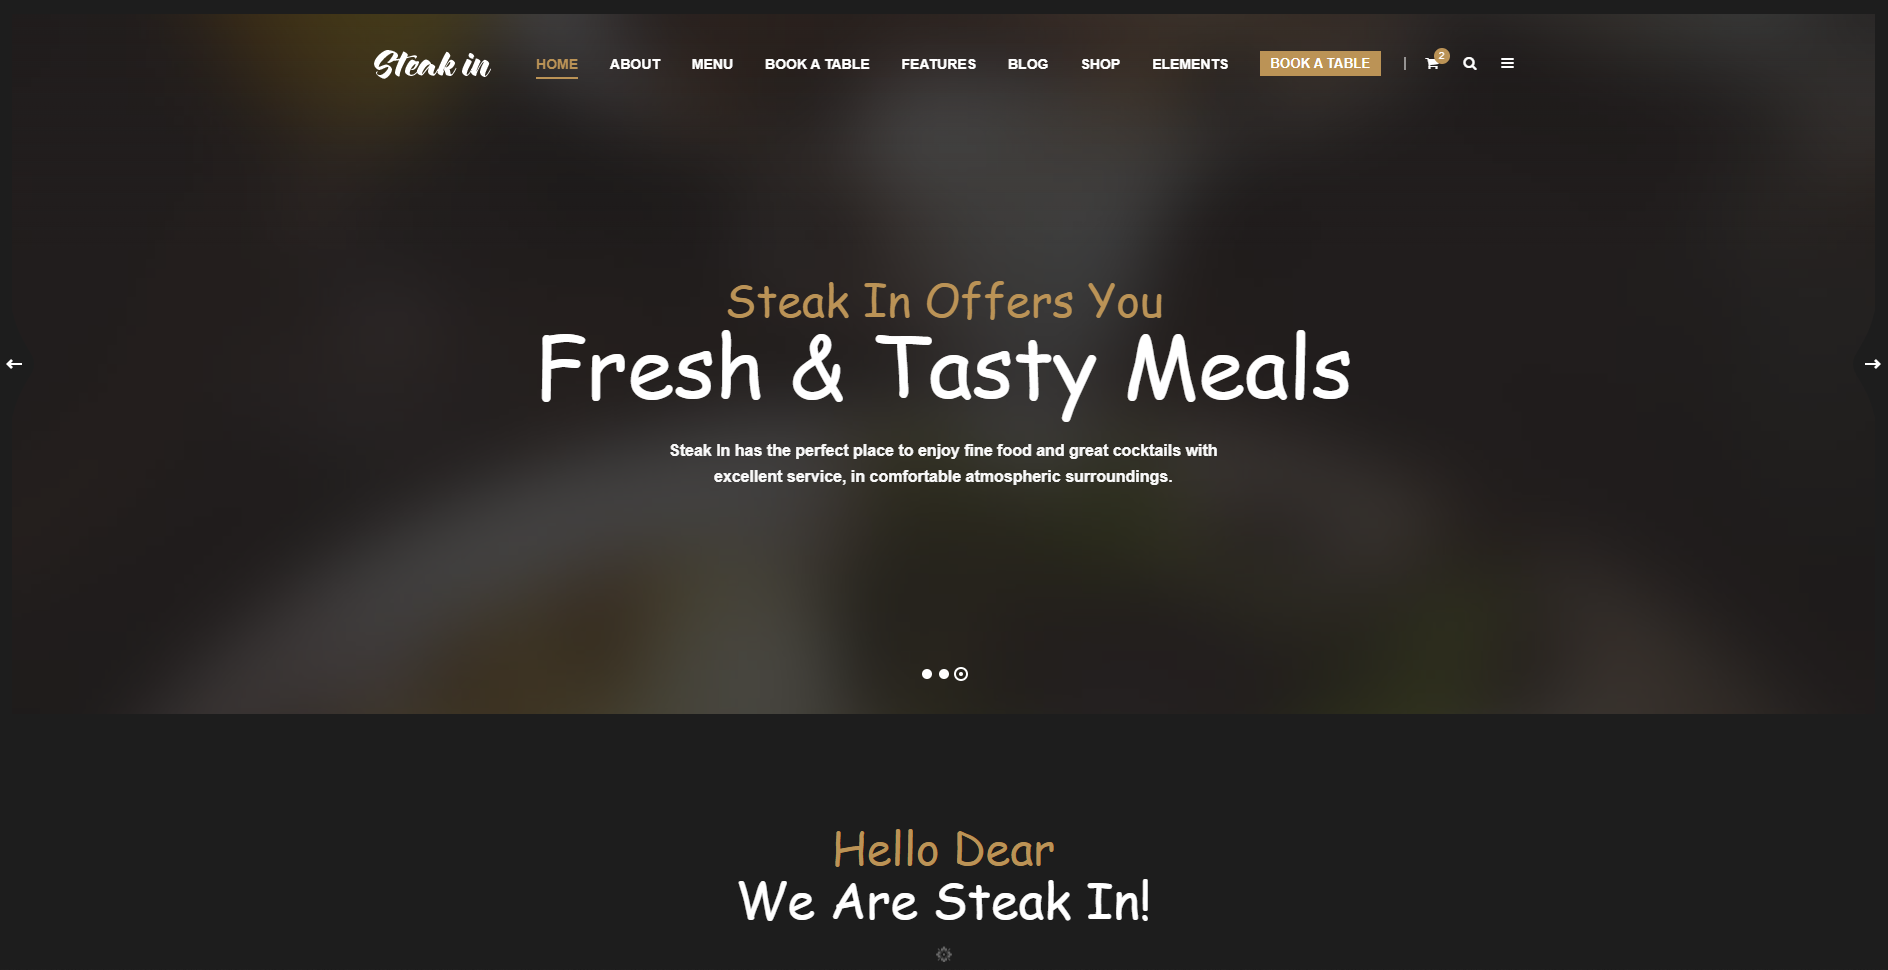 Steak in
HOME ABOUT MENU BOOK A TABLE FEATURES BLOG SHOP ELEMENTS BOOK A TABLE | 2
Steak In Offers You
Fresh & Tasty Meals
Steak In has the perfect place to enjoy fine food and great cocktails with
excellent service, in comfortable atmospheric surroundings.
Hello Dear
We Are Steak In!